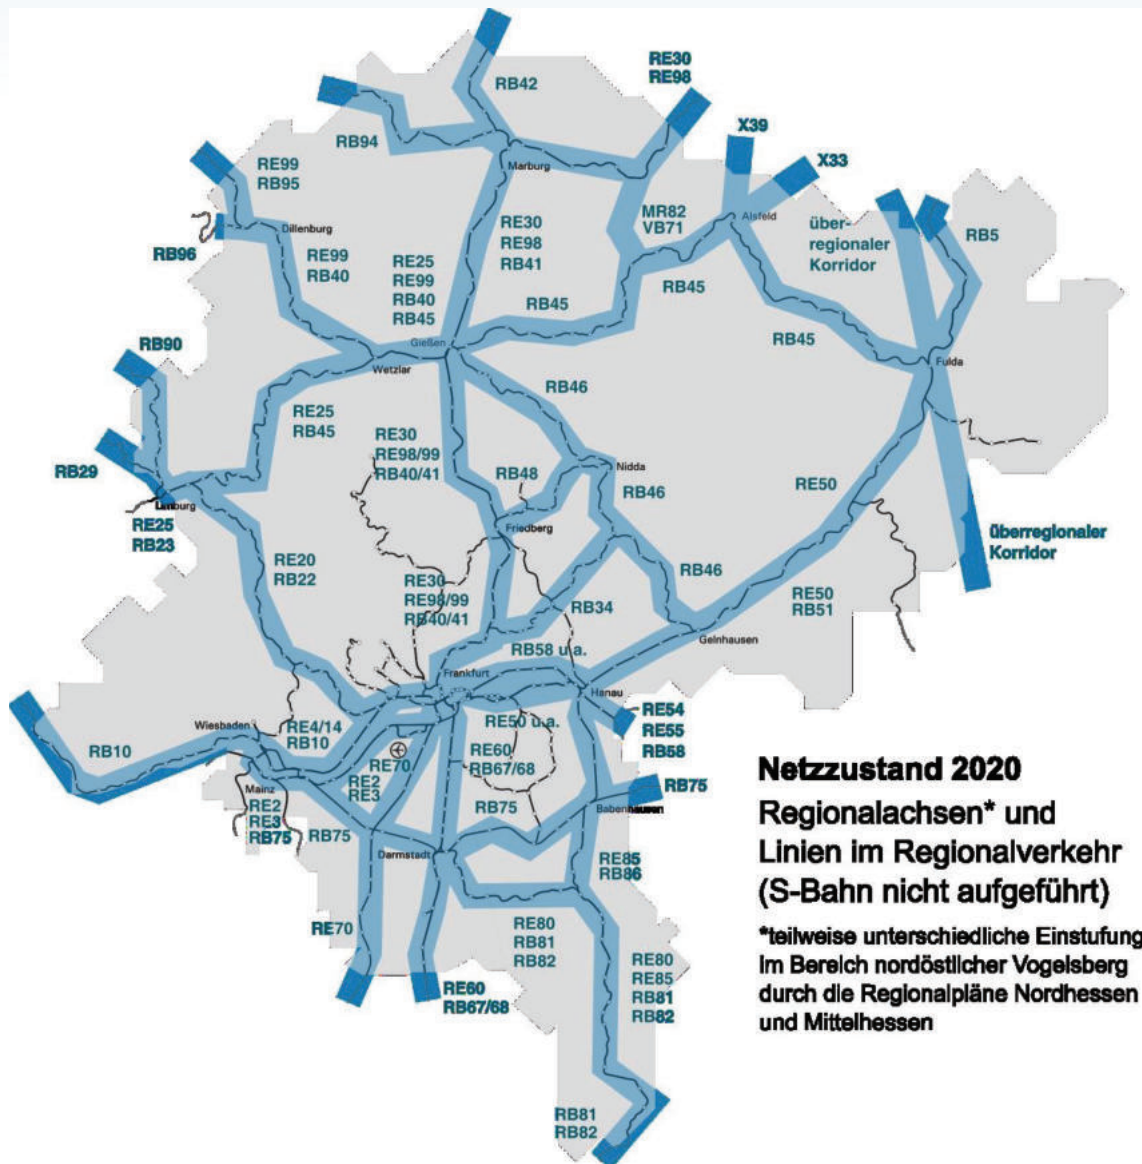 RB42
RE30
RE98
RB94
X39
X33
RE99
RB95
Marburg
MR82
VB71
Alsfeld
über-
regionaler
Korridor
RB5
RB96
Dillenburg
RE99
RB40
RE25
RE99
RB40
RB45
RE30
RE98
RB41
RB45
RB45
RB45
RB90
Gießen
Wetzlar
Fulda
RB46
RE25
RB45
RE30
RE98/99
RB40/41
RB48
Nidda
RB46
RB29
Limburg
RE25
RB23
RE50
Friedberg
überregionaler
Korridor
RE20
RB22
RE30
RE98/99
RB40/41
RB46
RB34
RE50
RB51
Gelnhausen
RB58 u.a.
Frankfurt
Hanau
RB10
Wiesbaden
RE4/14
RB10
RE50 u.a.
RE54
RE55
RB58
RE70
RE60
RB67/68
RE2
RE3
Mainz
RE2
RE3
RB75
RB75
RB75
RB75
Babenhausen
Darmstadt
RE85
RB86
RE70
RE80
RB81
RB82
RE80
RE85
RB81
RB82
RE60
RB67/68
RB81
RB82
Netzzustand 2020
Regionalachsen* und
Linien im Regionalverkehr
(S-Bahn nicht aufgeführt)
*teilweise unterschiedliche Einstufung
im Bereich nordöstlicher Vogelsberg
durch die Regionalpläne Nordhessen
und Mittelhessen